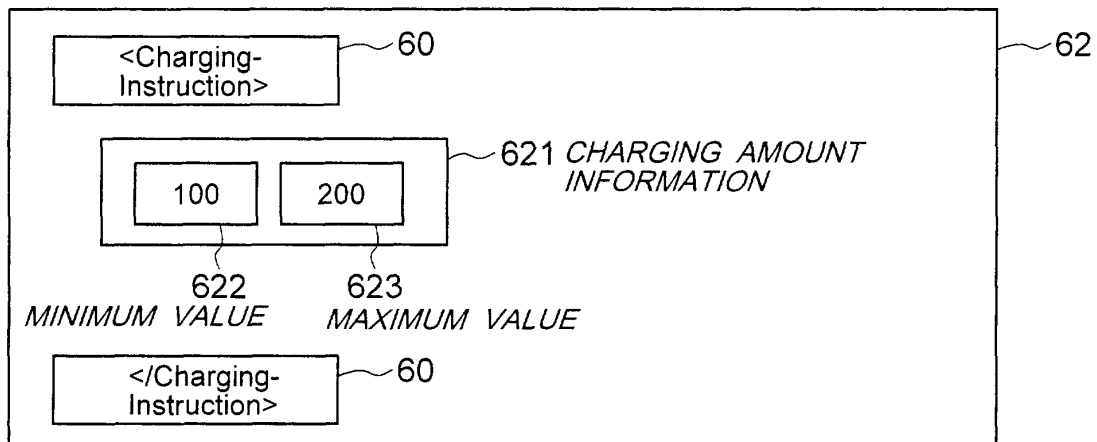 <Charging-
Instruction>
60
62
100
200
621 CHARGING AMOUNT
INFORMATION
622
623
MINIMUM VALUE
MAXIMUM VALUE
</Charging-
Instruction>
60